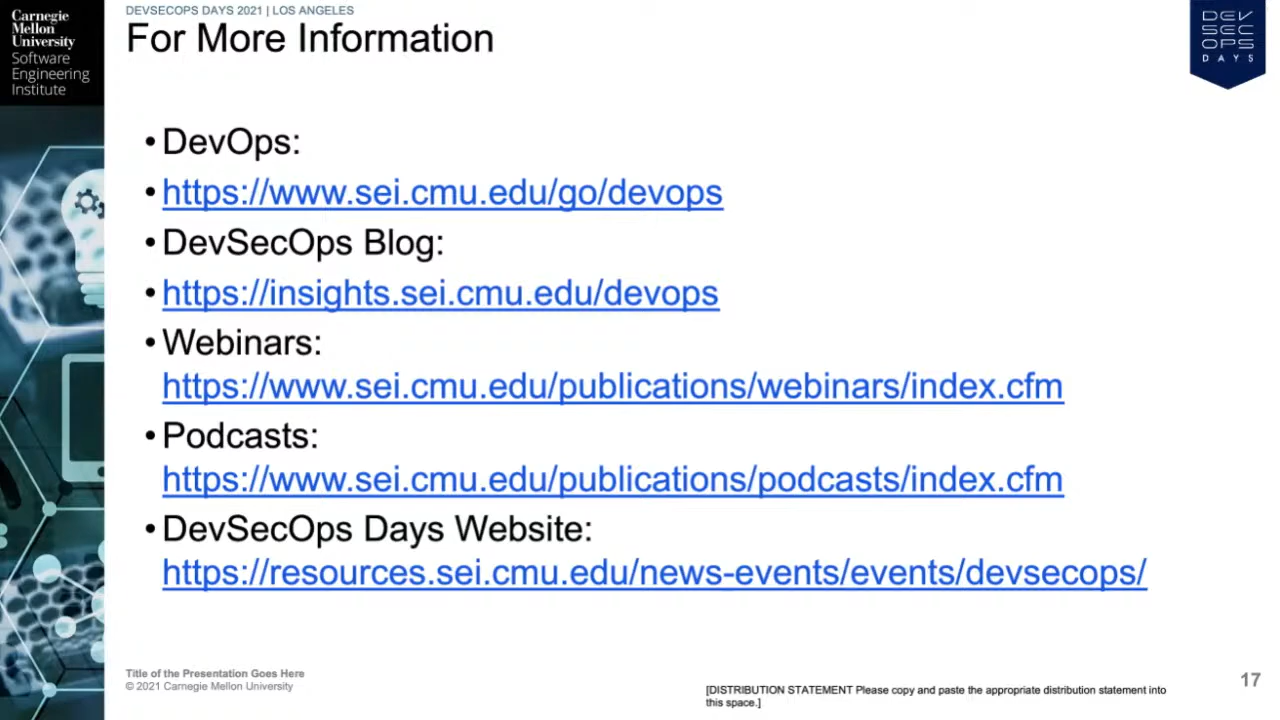 Carnegie
Mellon
University
Software
Engineering
Institute
DEVSECOPS DAYS 2021 | LOS ANGELES
For More Information
DEV
SEC
OPS
DAYS
• DevOps:
• https://www.sei.cmu.edu/go/devops
• DevSecOps Blog:
• https://insights.sei.cmu.edu/devops
• Webinars:
https://www.sei.cmu.edu/publications/webinars/index.cfm
• Podcasts:
https://www.sei.cmu.edu/publications/podcasts/index.cfm
• DevSecOps Days Website:
https://resources.sei.cmu.edu/news-events/events/devsecops/
Title of the Presentation Goes Here
© 2021 Carnegie Mellon University
[DISTRIBUTION STATEMENT Please copy and paste the appropriate distribution statement into
this space.]
17